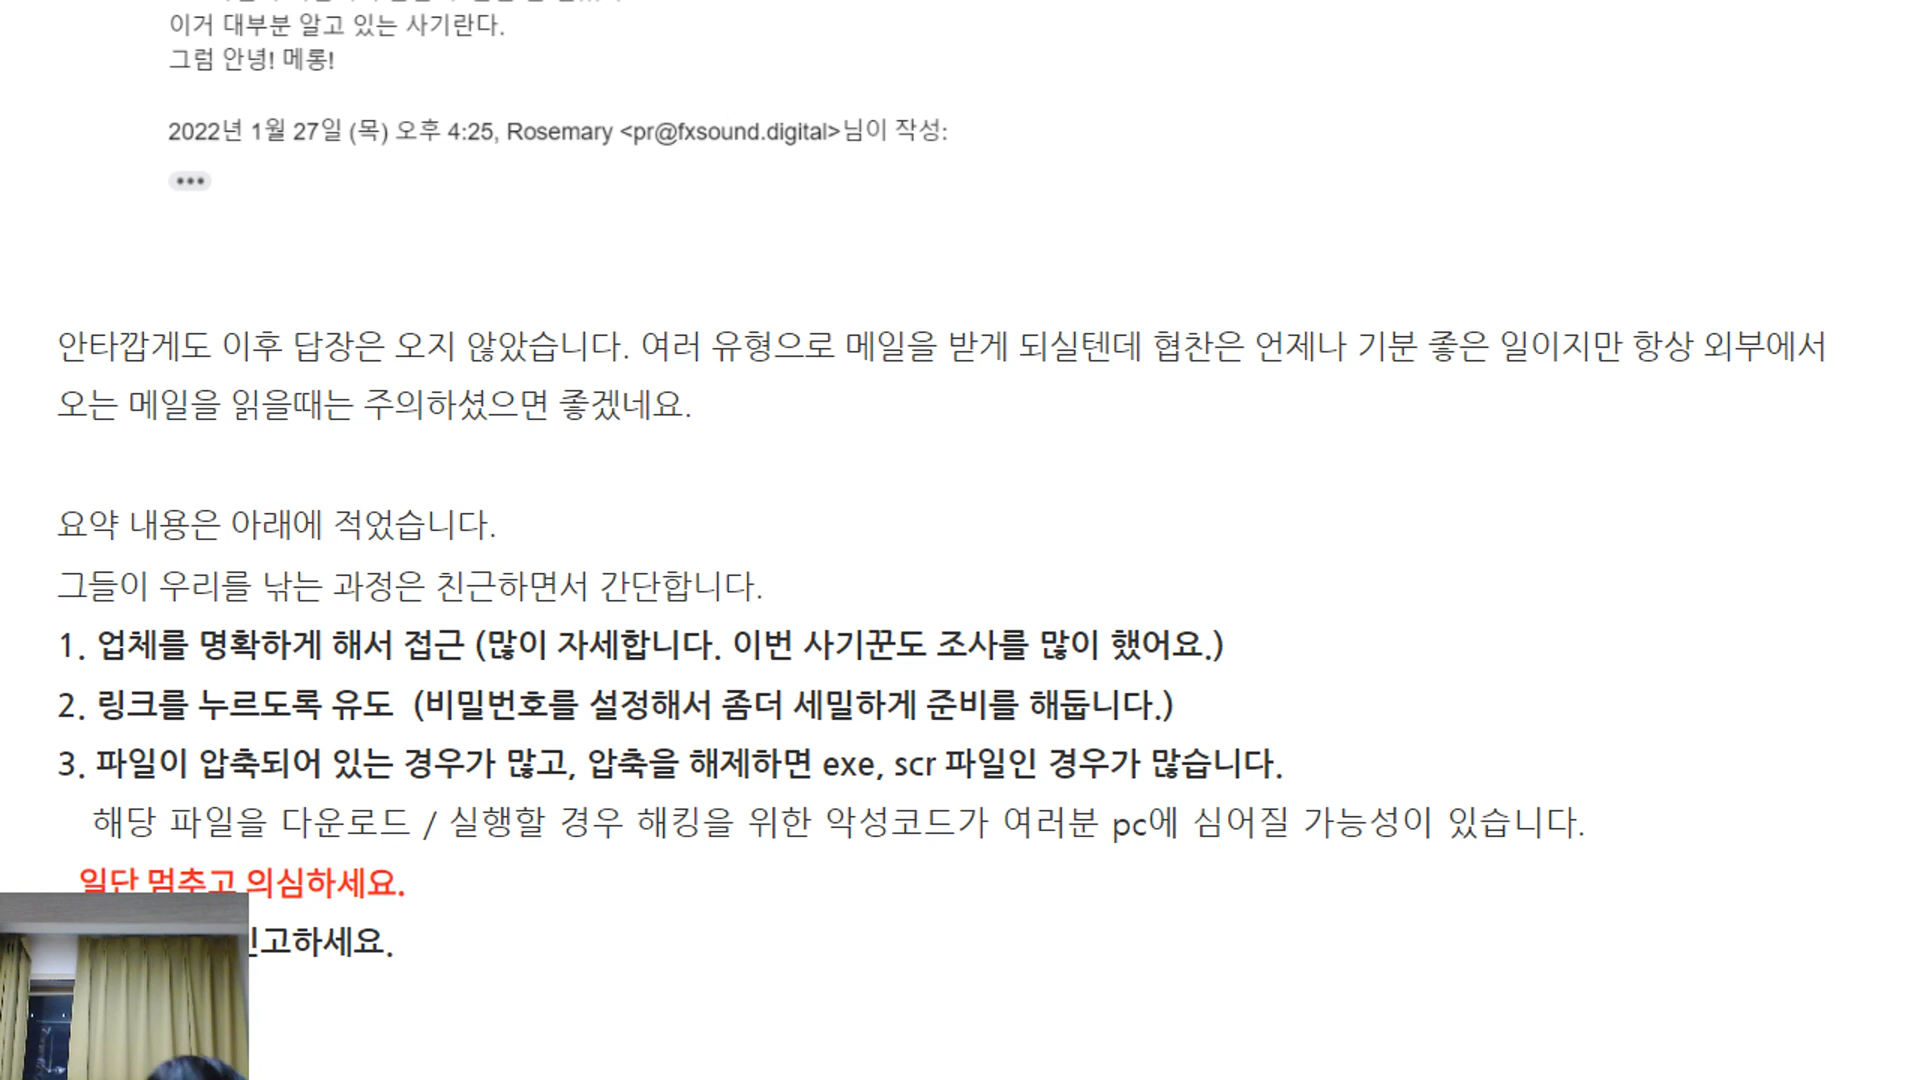 이거 대부분 알고 있는 사기란다.
그럼 안녕! 메롱!
2022년 1월 27일 (목) 오후 4:25, Rosemary <pr@fxsound.digital>님이 작성:
안타깝게도 이후 답장은 오지 않았습니다. 여러 유형으로 메일을 받게 되실텐데 협찬은 언제나 기분 좋은 일이지만 항상 외부에서
오는 메일을 읽을때는 주의하셨으면 좋겠네요.
요약 내용은 아래에 적었습니다.
그들이 우리를 낚는 과정은 친근하면서 간단합니다.
1. 업체를 명확하게 해서 접근 (많이 자세합니다. 이번 사기꾼도 조사를 많이 했어요.)
2. 링크를 누르도록 유도 (비밀번호를 설정해서 좀더 세밀하게 준비를 해둡니다.)
3. 파일이 압축되어 있는 경우가 많고, 압축을 해제하면 exe, scr 파일인 경우가 많습니다.
해당 파일을 다운로드 / 실행할 경우 해킹을 위한 악성코드가 여러분 pc에 심어질 가능성이 있습니다.
일단 멈추고 의심하세요.
고하세요.